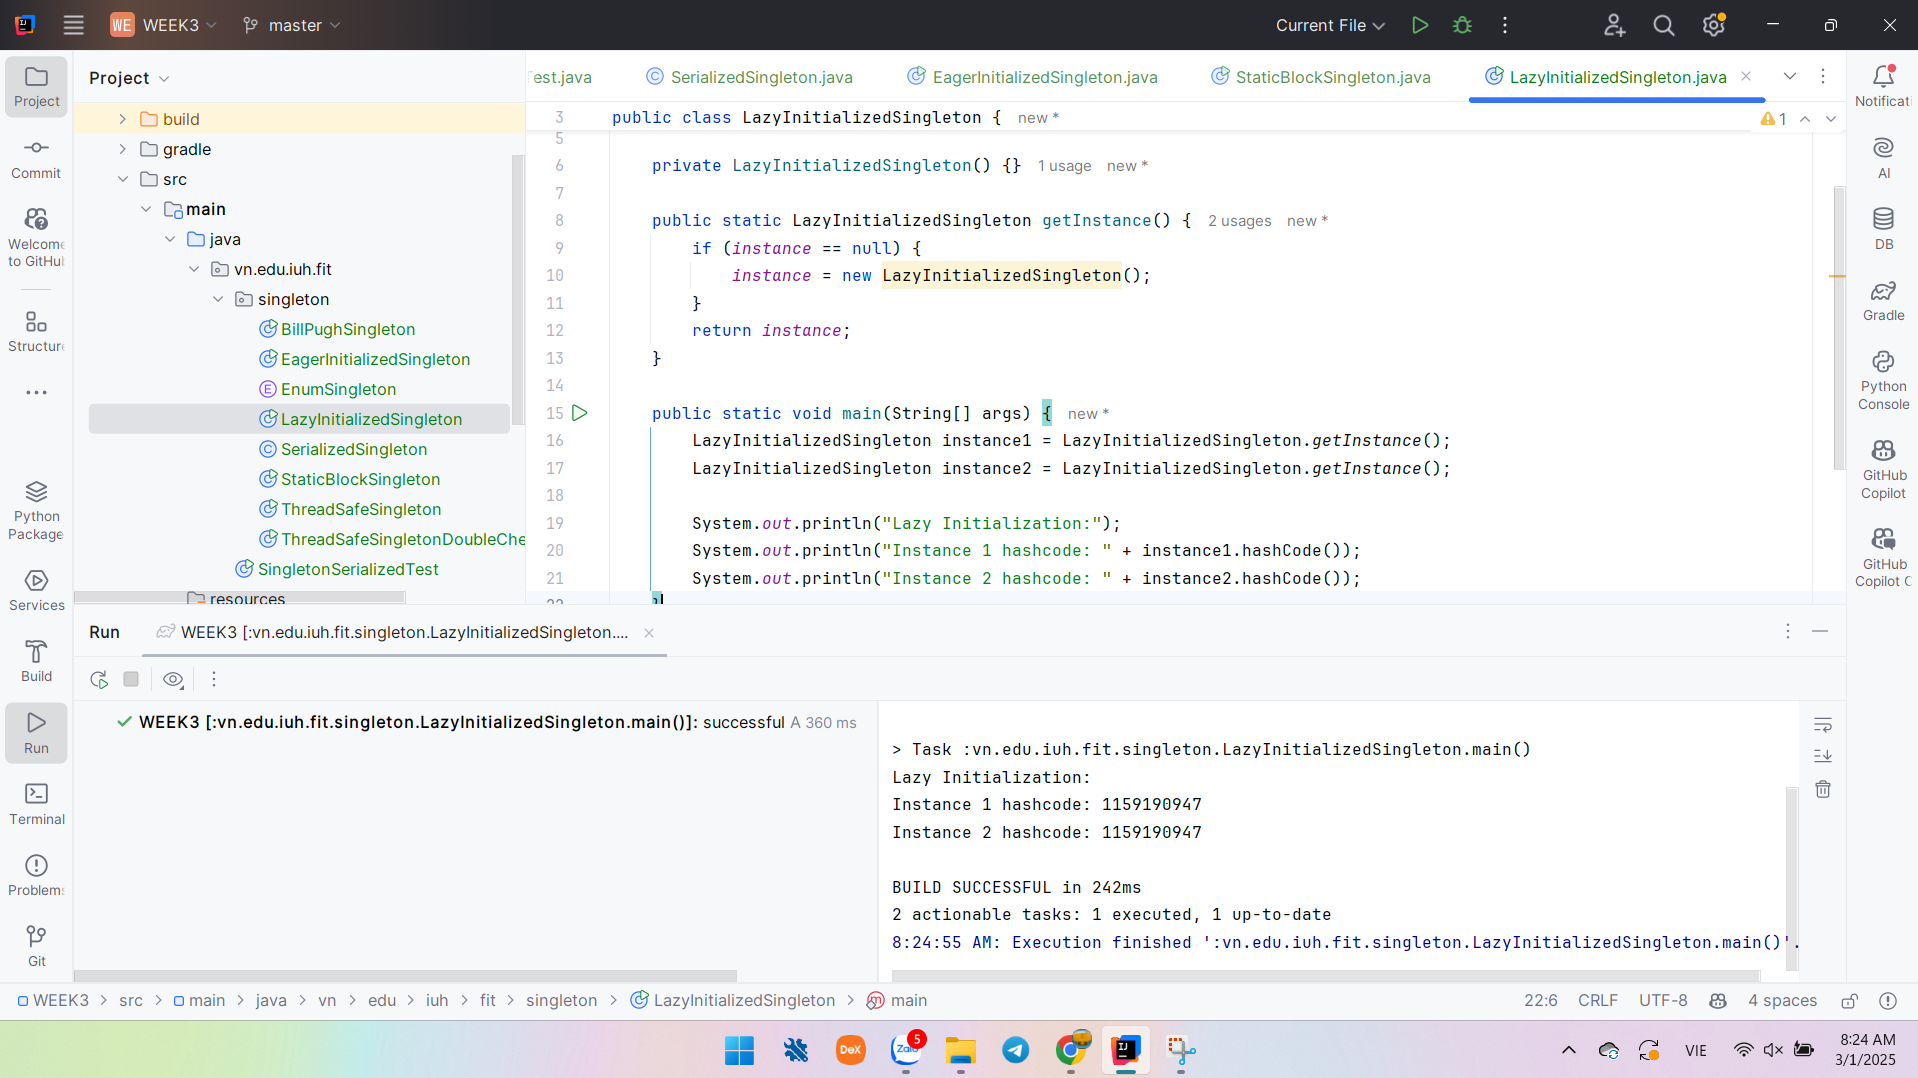 WE WEEK3 master Current File
Project
Project
build
gradle
src
main
java
vn.edu.iuh.fit
singleton
BillPughSingleton
EagerInitializedSingleton
EnumSingleton
LazyInitializedSingleton
SerializedSingleton
StaticBlockSingleton
ThreadSafeSingleton
ThreadSafeSingletonDoubleChe
SingletonSerializedTest
resources
Commit
Welcome
to GitHu
Structure
Python
Package
Services
Build
Run
Terminal
Problems
Git
est.java SerializedSingleton.java EagerInitializedSingleton.java StaticBlockSingleton.java LazyInitializedSingleton.java
3 public class LazyInitializedSingleton { new *
1
5
6 private LazyInitializedSingleton() {} 1 usage new *
7
8 public static LazyInitializedSingleton getInstance() { 2 usages new *
9 if (instance == null) {
10 instance = new LazyInitializedSingleton();
11 }
12 return instance;
13 }
14
15 public static void main(String[] args) { new *
16 LazyInitializedSingleton instance1 = LazyInitializedSingleton.getInstance();
17 LazyInitializedSingleton instance2 = LazyInitializedSingleton.getInstance();
18
19 System.out.println("Lazy Initialization:");
20 System.out.println("Instance 1 hashcode: " + instance1.hashCode());
21 System.out.println("Instance 2 hashcode: " + instance2.hashCode());
22 }
Notificati
AI
DB
Gradle
Python
Console
GitHub
Copilot
GitHub
Copilot C
Run WEEK3 [:vn.edu.iuh.fit.singleton.LazyInitializedSingleton....
WEEK3 [:vn.edu.iuh.fit.singleton.LazyInitializedSingleton.main()]: successful A 360 ms
> Task :vn.edu.iuh.fit.singleton.LazyInitializedSingleton.main()
Lazy Initialization:
Instance 1 hashcode: 1159190947
Instance 2 hashcode: 1159190947
BUILD SUCCESSFUL in 242ms
2 actionable tasks: 1 executed, 1 up-to-date
8:24:55 AM: Execution finished ':vn.edu.iuh.fit.singleton.LazyInitializedSingleton.main()'.
WEEK3 > src > main > java > vn > edu > iuh > fit > singleton > LazyInitializedSingleton > main
22:6 CRLF UTF-8 4 spaces
DeX
Zalo
5
VIE
8:24 AM
3/1/2025